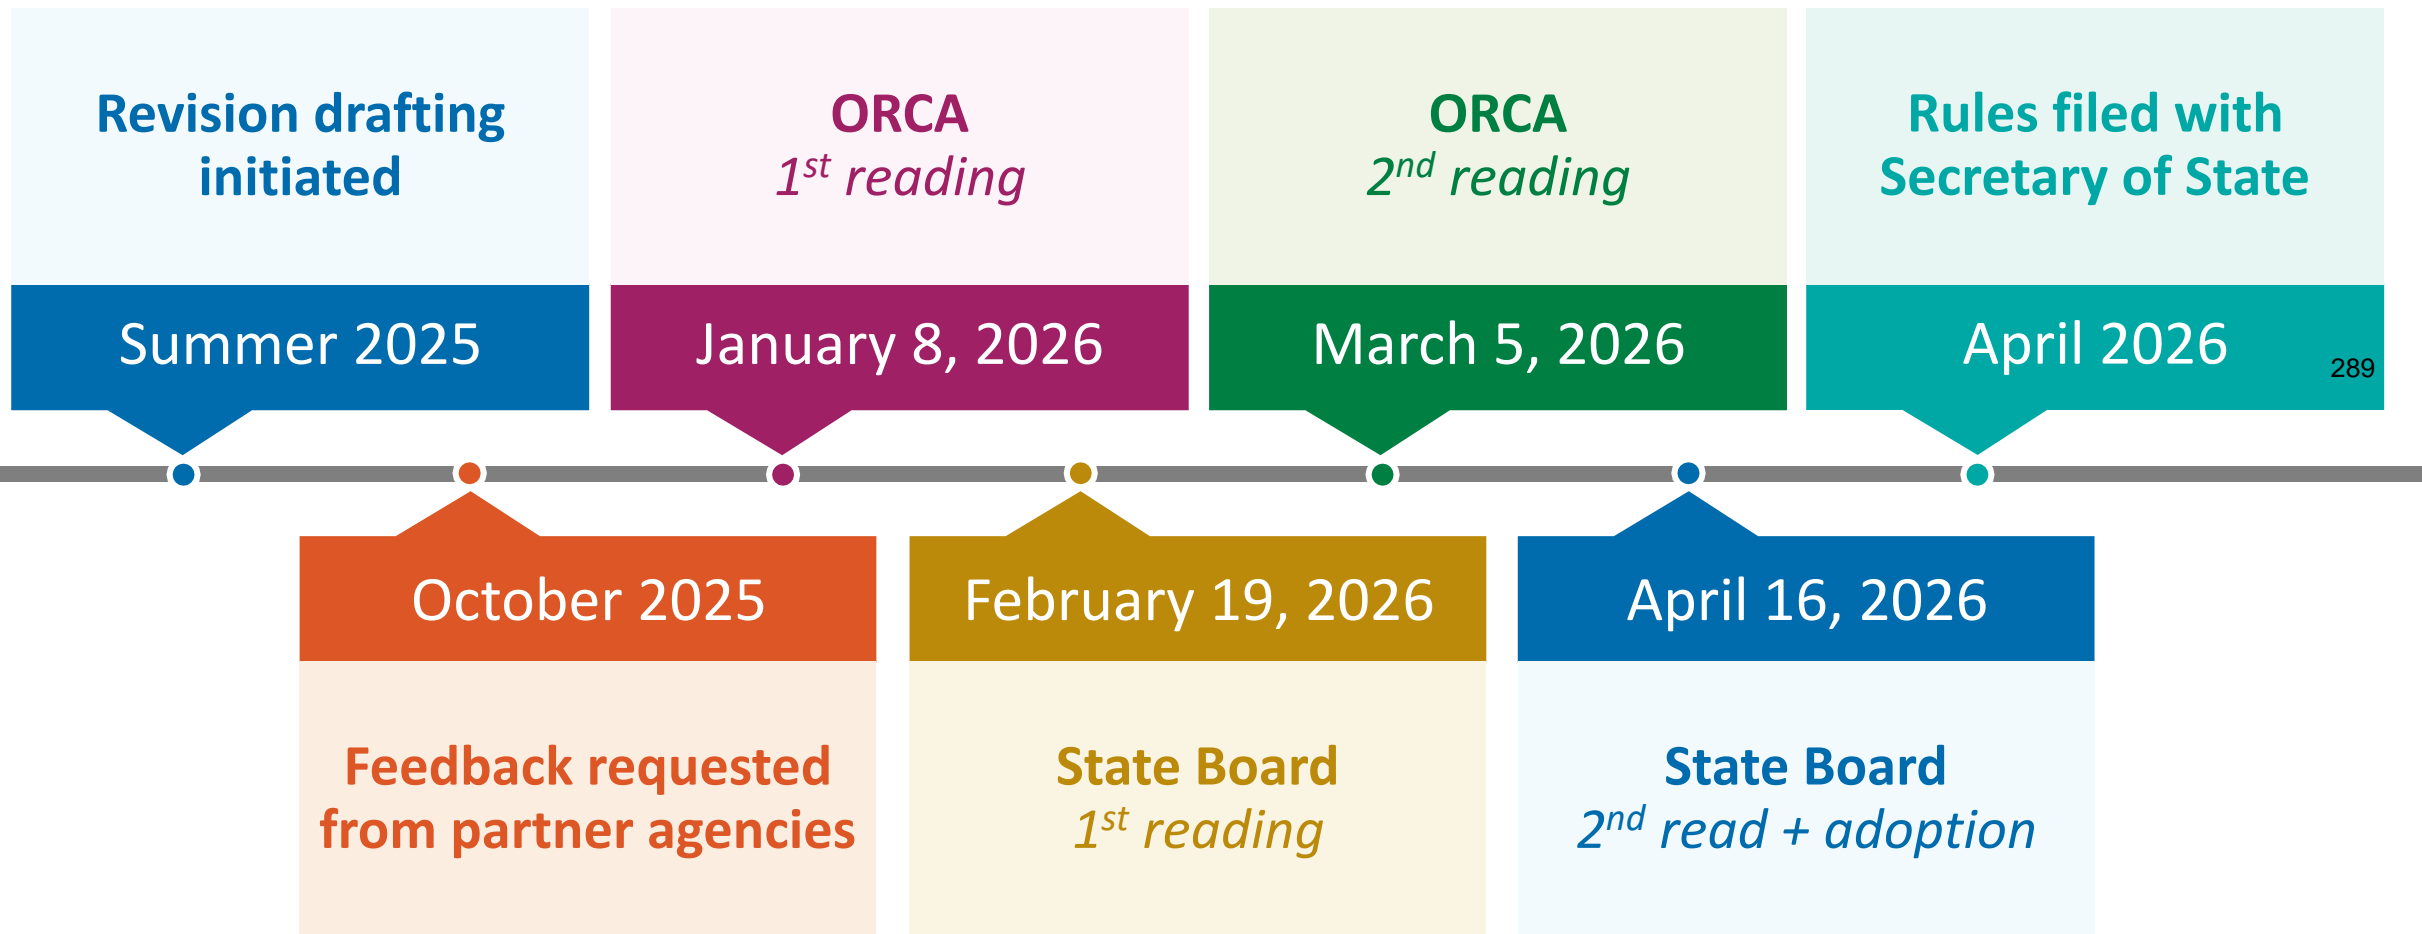 Revision drafting
initiated
Summer 2025
ORCA
1st reading
January 8, 2026
ORCA
2nd reading
March 5, 2026
Rules filed with
Secretary of State
April 2026
289
October 2025
Feedback requested
from partner agencies
February 19, 2026
State Board
1st reading
April 16, 2026
State Board
2nd read + adoption